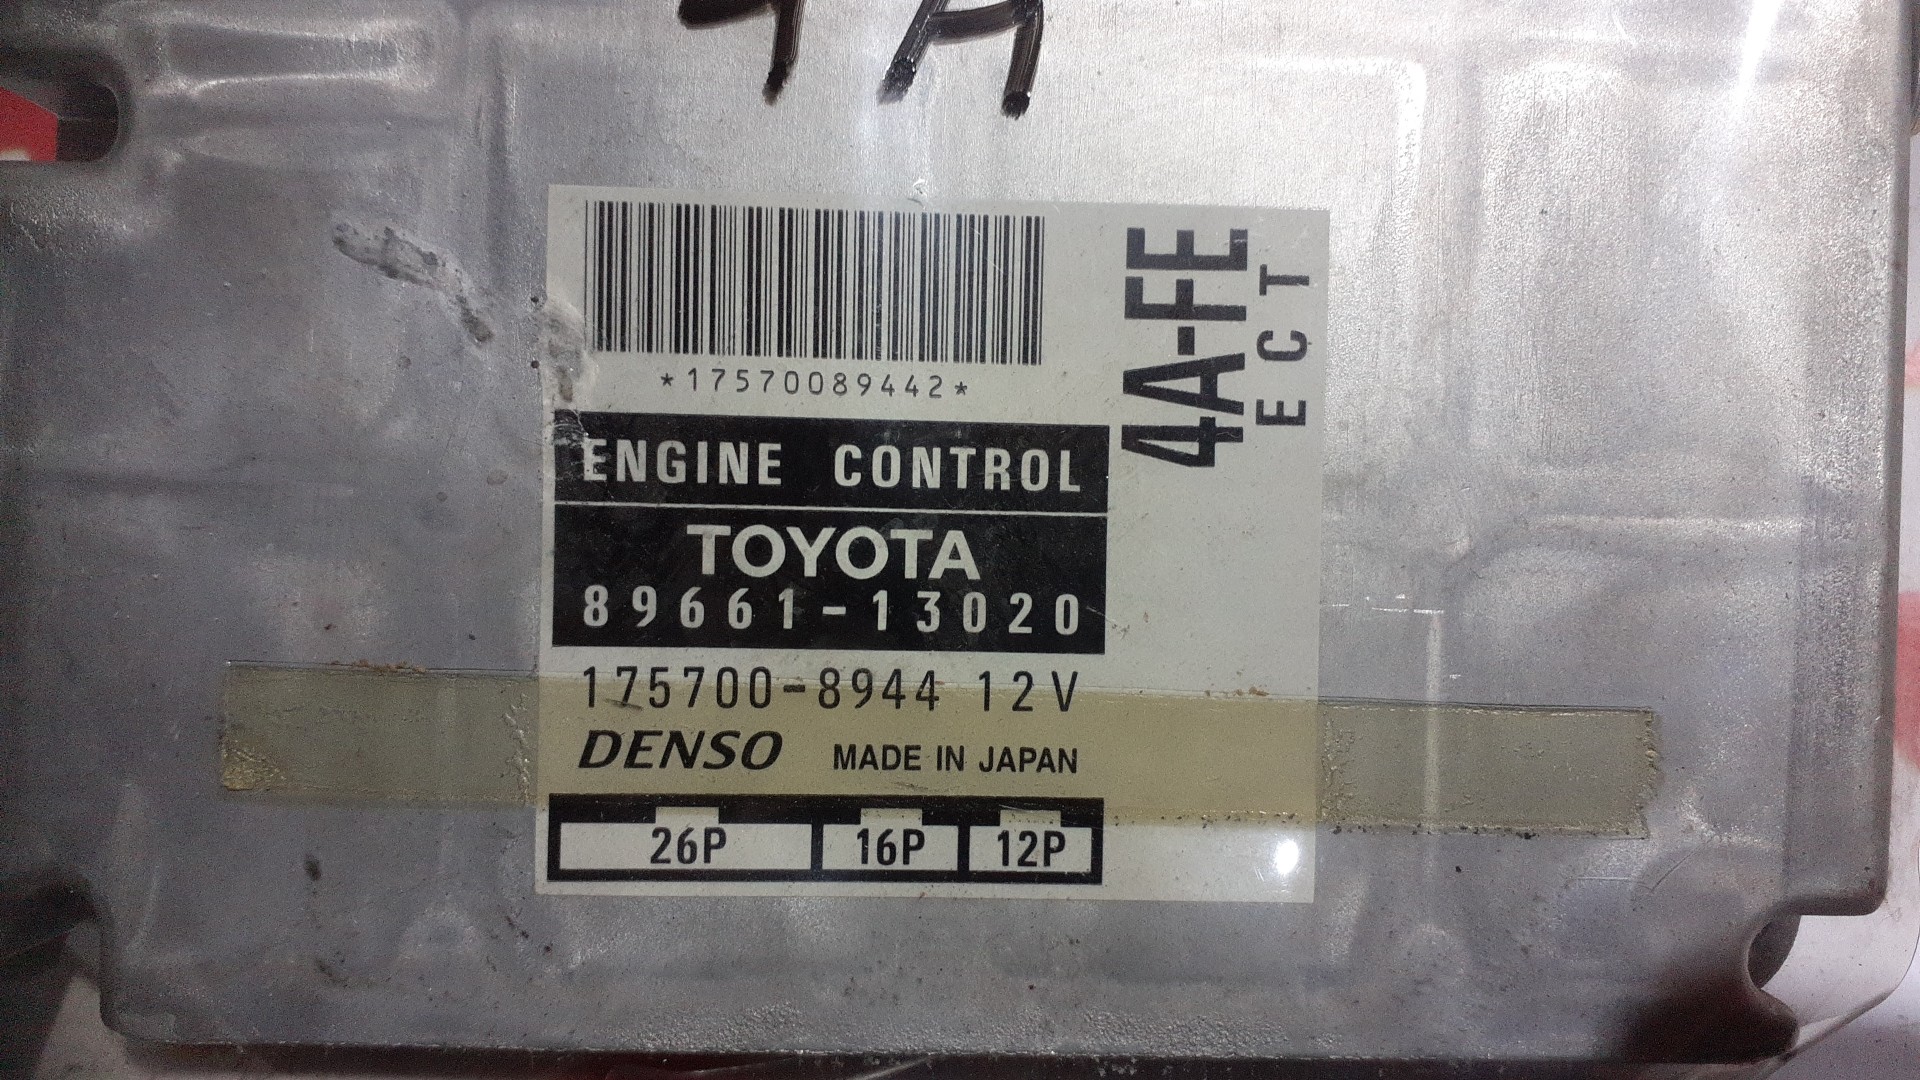 *17570089442*
4A-FE
ECT
ENGINE CONTROL
TOYOTA
89661-13020
175700-8944 12V
DENSO MADE IN JAPAN
26P 16P 12P